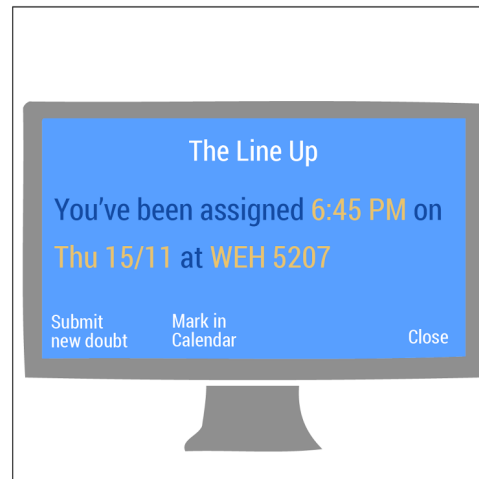 The Line Up
You've been assigned 6:45 PM on
Thu 15/11 at WEH 5207
Submit
new doubt
Mark in
Calendar
Close